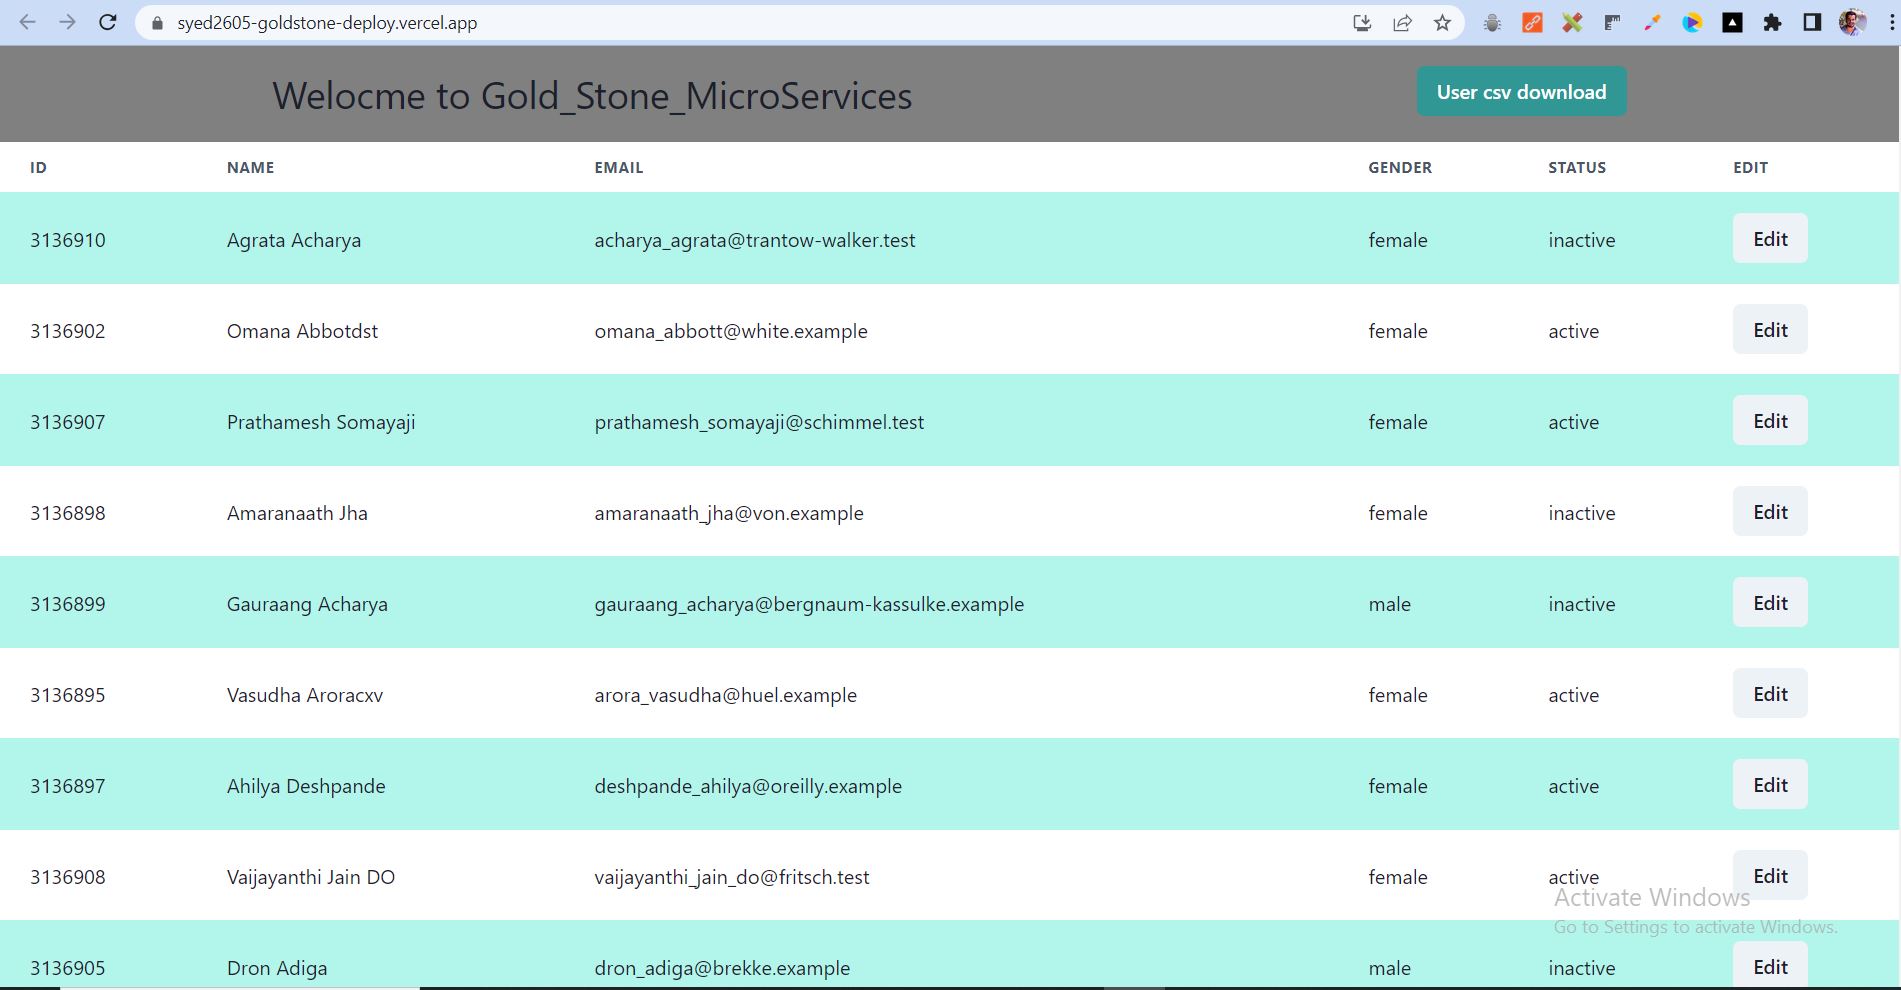 syed2605-goldstone-deploy.vercel.app
Welocme to Gold_Stone_MicroServices
User csv download
ID NAME EMAIL GENDER STATUS EDIT
3136910 Agrata Acharya acharya_agrata@trantow-walker.test female inactive Edit
3136902 Omana Abbotdst omana_abbott@white.example female active Edit
3136907 Prathamesh Somayaji prathamesh_somayaji@schimmel.test female active Edit
3136898 Amaranaath Jha amaranaath_jha@von.example female inactive Edit
3136899 Gauraang Acharya gauraang_acharya@bergnaum-kassulke.example male inactive Edit
3136895 Vasudha Aroracxv arora_vasudha@huel.example female active Edit
3136897 Ahilya Deshpande deshpande_ahilya@oreilly.example female active Edit
3136908 Vaijayanthi Jain DO vaijayanthi_jain_do@fritsch.test female active Edit
Activate Windows
Go to Settings to activate Windows.
3136905 Dron Adiga dron_adiga@brekke.example male inactive Edit